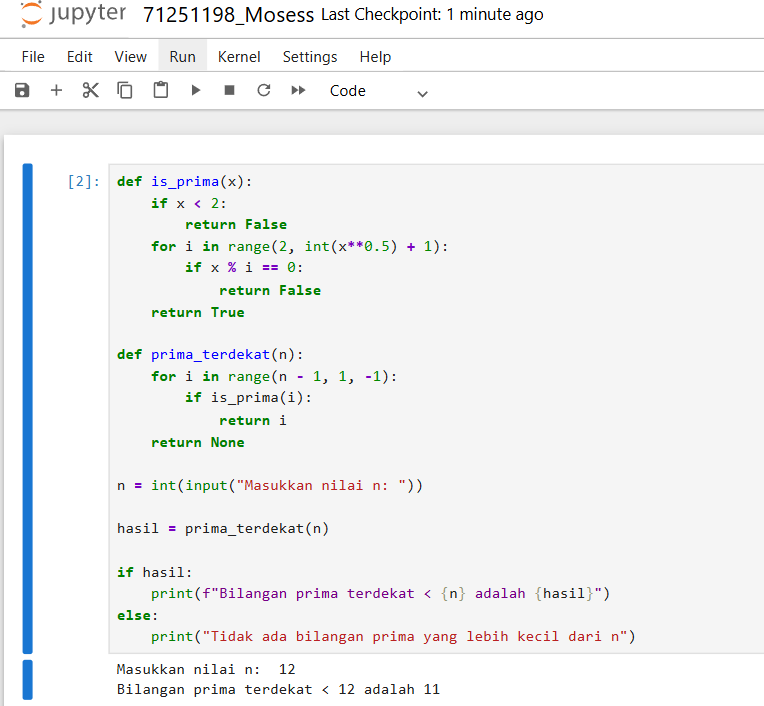 jupyter 71251198_Mosess Last Checkpoint: 1 minute ago
File Edit View Run Kernel Settings Help
Code
[2]: def is_prima(x):
    if x < 2:
        return False
    for i in range(2, int(x**0.5) + 1):
        if x % i == 0:
            return False
    return True

def prima_terdekat(n):
    for i in range(n - 1, 1, -1):
        if is_prima(i):
            return i
    return None

n = int(input("Masukkan nilai n: "))

hasil = prima_terdekat(n)

if hasil:
    print(f"Bilangan prima terdekat < {n} adalah {hasil}")
else:
    print("Tidak ada bilangan prima yang lebih kecil dari n")
Masukkan nilai n:  12
Bilangan prima terdekat < 12 adalah 11